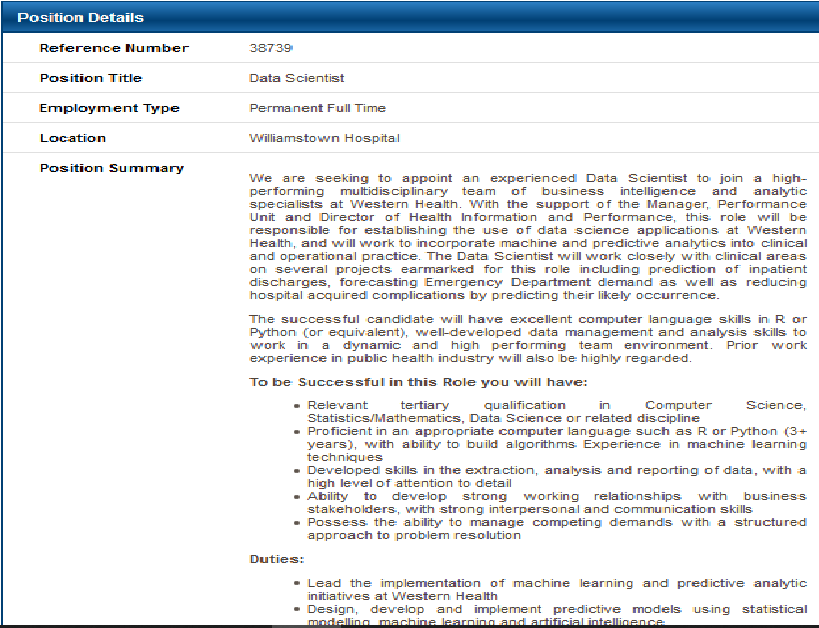 Position Details
Reference Number 38739
Position Title Data Scientist
Employment Type Permanent Full Time
Location Williamstown Hospital
Position Summary
We are seeking to appoint an experienced Data Scientist to join a high-
performing multidisciplinary team of business intelligence and analytic
specialists at Western Health. With the support of the Manager, Performance
Unit and Director of Health Information and Performance, this role will be
responsible for establishing the use of data science applications at Western
Health, and will work to incorporate machine and predictive analytics into clinical
and operational practice. The Data Scientist will work closely with clinical areas
on several projects earmarked for this role including prediction of inpatient
discharges, forecasting Emergency Department demand as well as reducing
hospital acquired complications by predicting their likely occurrence.
The successful candidate will have excellent computer language skills in R or
Python (or equivalent), well-developed data management and analysis skills to
work in a dynamic and high performing team environment. Prior work
experience in public health industry will also be highly regarded.
To be Successful in this Role you will have:
• Relevant tertiary qualification in Computer Science,
Statistics/Mathematics, Data Science or related discipline
• Proficient in an appropriate computer language such as R or Python (3+
years), with ability to build algorithms Experience in machine learning
techniques
• Developed skills in the extraction, analysis and reporting of data, with a
high level of attention to detail
• Ability to develop strong working relationships with business
stakeholders, with strong interpersonal and communication skills
• Possess the ability to manage competing demands with a structured
approach to problem resolution
Duties:
• Lead the implementation of machine learning and predictive analytic
initiatives at Western Health
• Design, develop and implement predictive models using statistical
modelling, machine learning and artificial intelligence